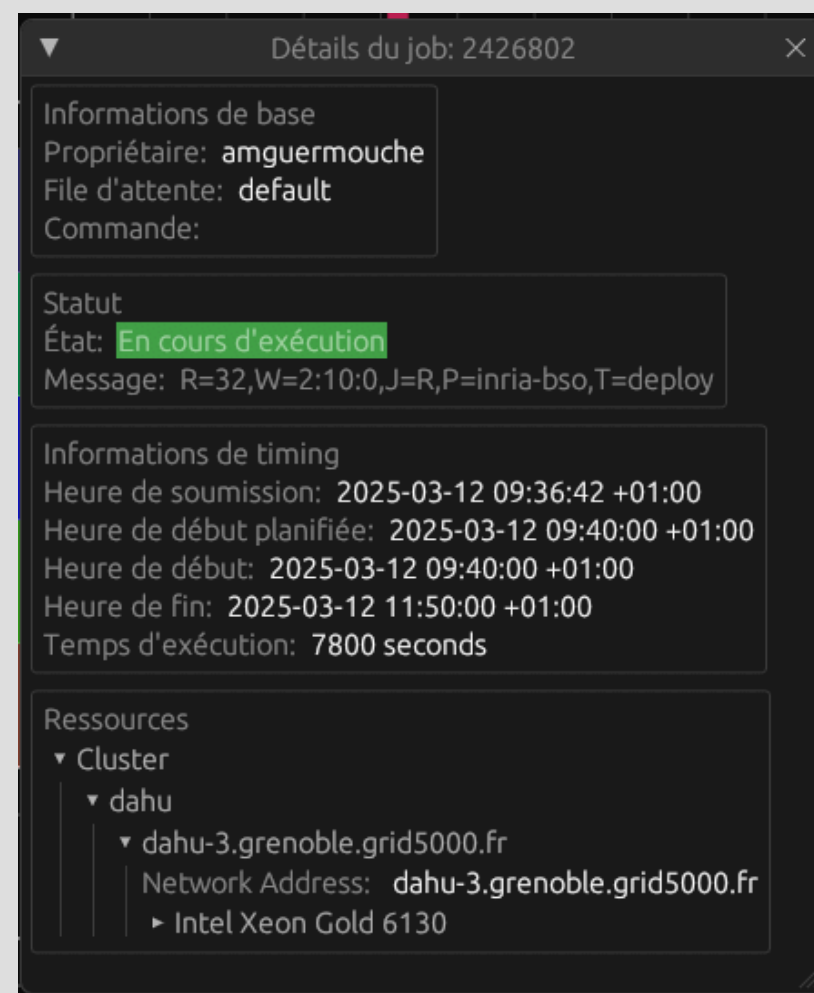 Détails du job: 2426802
Informations de base
Propriétaire: amguermouche
File d'attente: default
Commande:
Statut
État: En cours d'exécution
Message: R=32,W=2:10:0,J=R,P=inria-bso,T=deploy
Informations de timing
Heure de soumission: 2025-03-12 09:36:42 +01:00
Heure de début planifiée: 2025-03-12 09:40:00 +01:00
Heure de début: 2025-03-12 09:40:00 +01:00
Heure de fin: 2025-03-12 11:50:00 +01:00
Temps d'exécution: 7800 seconds
Ressources
Cluster
dahu
dahu-3.grenoble.grid5000.fr
Network Address: dahu-3.grenoble.grid5000.fr
Intel Xeon Gold 6130